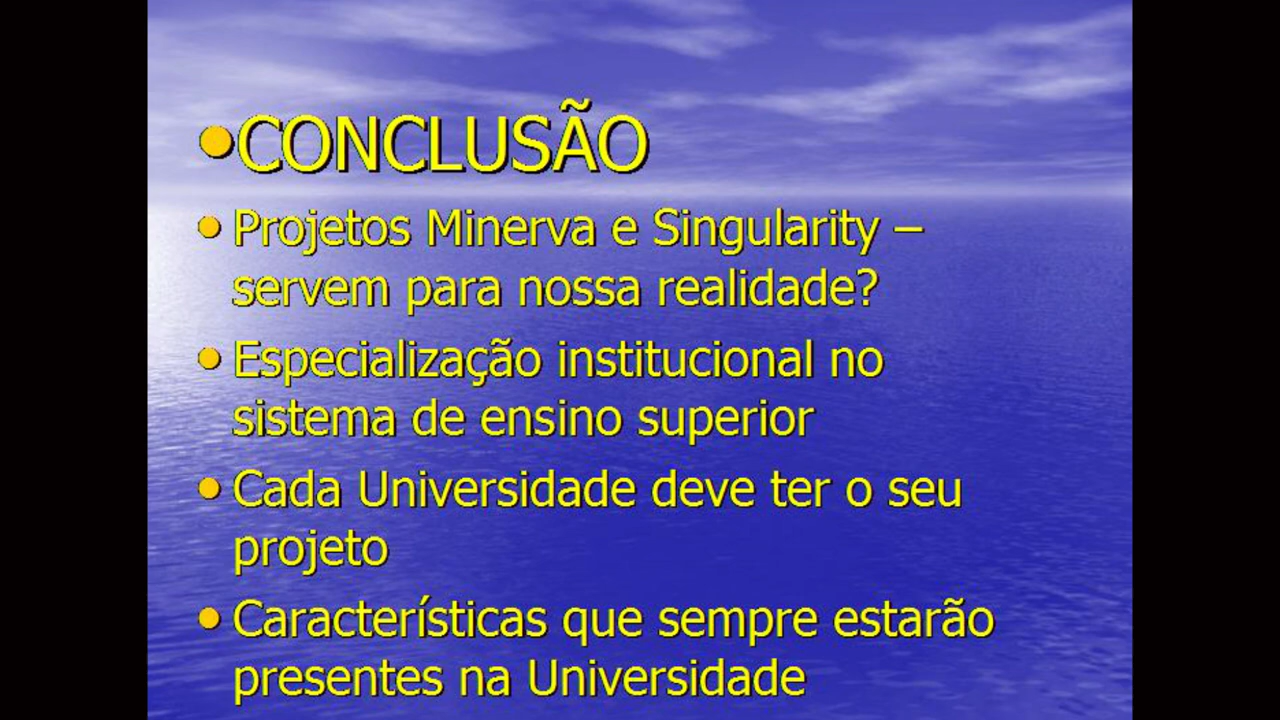 •CONCLUSÃO
• Projetos Minerva e Singularity –
servem para nossa realidade?
• Especialização institucional no
sistema de ensino superior
• Cada Universidade deve ter o seu
projeto
• Características que sempre estarão
presentes na Universidade